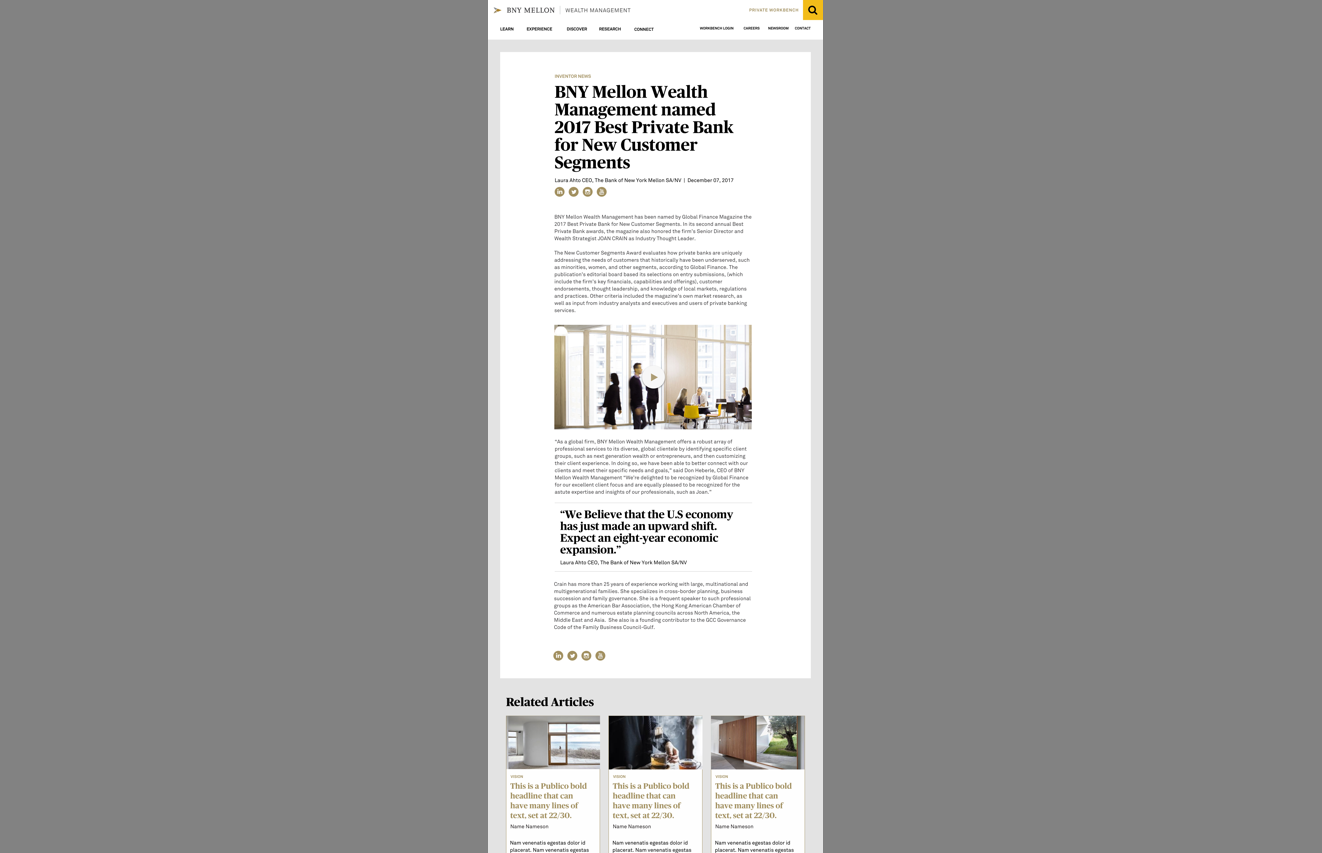 BNY MELLON | WEALTH MANAGEMENT
PRIVATE WORKBENCH
LEARN EXPERIENCE DISCOVER RESEARCH CONNECT
WORKBENCH LOGIN CAREERS NEWSROOM CONTACT
INVENTOR NEWS
BNY Mellon Wealth
Management named
2017 Best Private Bank
for New Customer
Segments
Laura Ahto CEO, The Bank of New York Mellon SA/NV | December 07, 2017
BNY Mellon Wealth Management has been named by Global Finance Magazine the
2017 Best Private Bank for New Customer Segments. In its second annual Best
Private Bank awards, the magazine also honored the firm's Senior Director and
Wealth Strategist JOAN CRAIN as Industry Thought Leader.
The New Customer Segments Award evaluates how private banks are uniquely
addressing the needs of customers that historically have been underserved, such
as minorities, women, and other segments, according to Global Finance. The
publication's editorial board based its selections on entry submissions, (which
include the firm's key financials, capabilities and offerings), customer
endorsements, thought leadership, and knowledge of local markets, regulations
and practices. Other criteria included the magazine's own market research, as
well as input from industry analysts and executives and users of private banking
services.
“As a global firm, BNY Mellon Wealth Management offers a robust array of
professional services to its diverse, global clientele by identifying specific client
groups, such as next generation wealth or entrepreneurs, and then customizing
their client experience. In doing so, we have been able to better connect with our
clients and meet their specific needs and goals,” said Don Heberle, CEO of BNY
Mellon Wealth Management “We're delighted to be recognized by Global Finance
for our excellent client focus and are equally pleased to be recognized for the
astute expertise and insights of our professionals, such as Joan.”
“We Believe that the U.S economy
has just made an upward shift.
Expect an eight-year economic
expansion.”
Laura Ahto CEO, The Bank of New York Mellon SA/NV
Crain has more than 25 years of experience working with large, multinational and
multigenerational families. She specializes in cross-border planning, business
succession and family governance. She is a frequent speaker to such professional
groups as the American Bar Association, the Hong Kong American Chamber of
Commerce and numerous estate planning councils across North America, the
Middle East and Asia. She also is a founding contributor to the GCC Governance
Code of the Family Business Council-Gulf.
Related Articles
VISION
This is a Publico bold
headline that can
have many lines of
text, set at 22/30.
Name Nameson
Nam venenatis egestas dolor id
placerat. Nam venenatis egestas
VISION
This is a Publico bold
headline that can
have many lines of
text, set at 22/30.
Name Nameson
Nam venenatis egestas dolor id
placerat. Nam venenatis egestas
VISION
This is a Publico bold
headline that can
have many lines of
text, set at 22/30.
Name Nameson
Nam venenatis egestas dolor id
placerat. Nam venenatis egestas